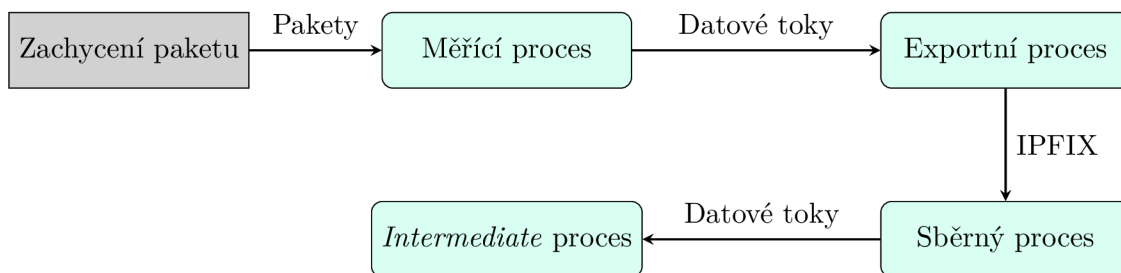 Zachycení paketu
Pakety
Měřící proces
Datové toky
Exportní proces
IPFIX
Sběrný proces
Datové toky
Intermediate proces